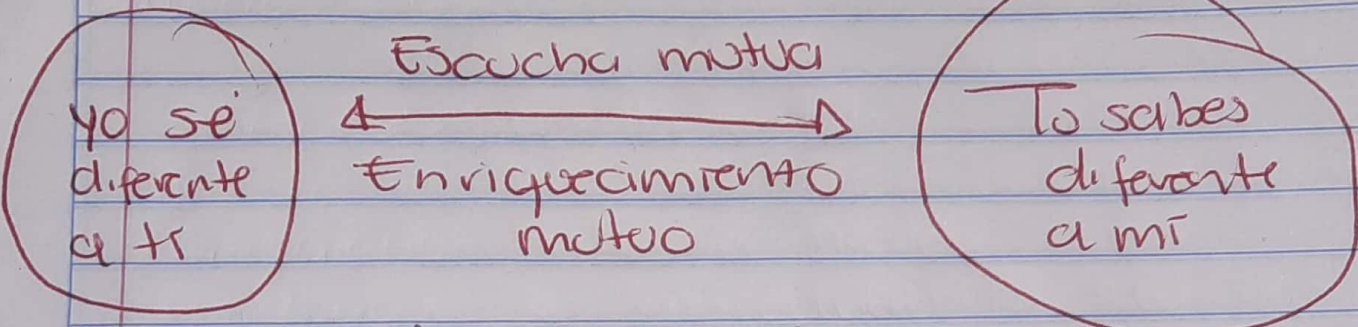 Escucha mutua
yo sé
diferente
a ti
Enriquecimiento
mutuo
Tú sabes
diferente
a mí